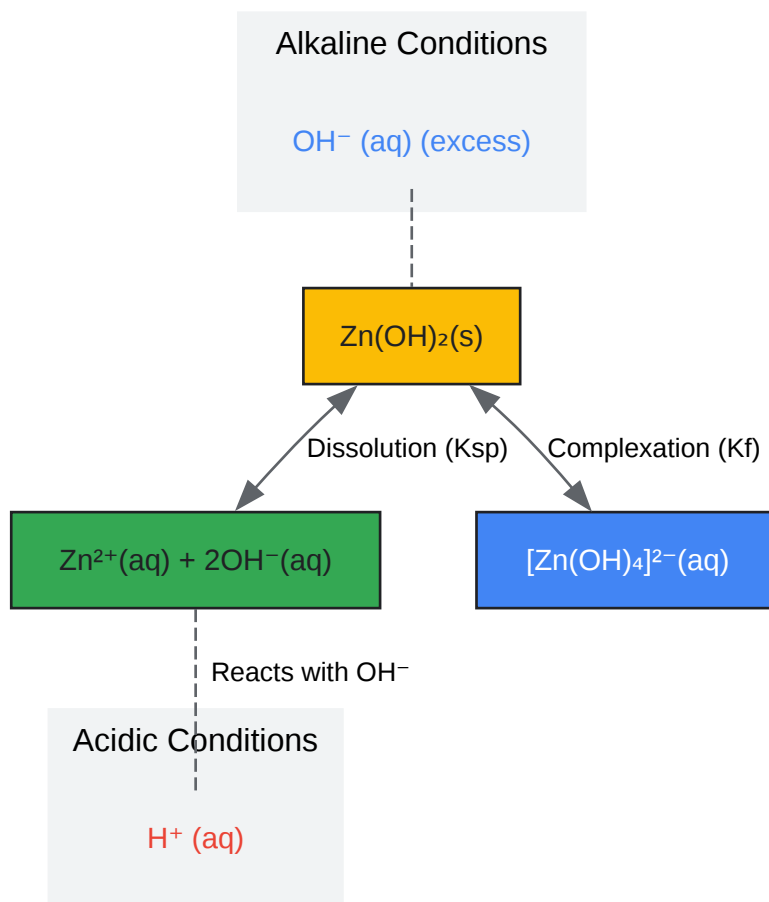 Alkaline Conditions
OH⁻ (aq) (excess)
Zn(OH)₂(s)
Dissolution (Ksp)
Complexation (Kf)
Zn²⁺(aq) + 2OH⁻(aq)
[Zn(OH)₄]²⁻(aq)
Reacts with OH⁻
Acidic Conditions
H⁺ (aq)